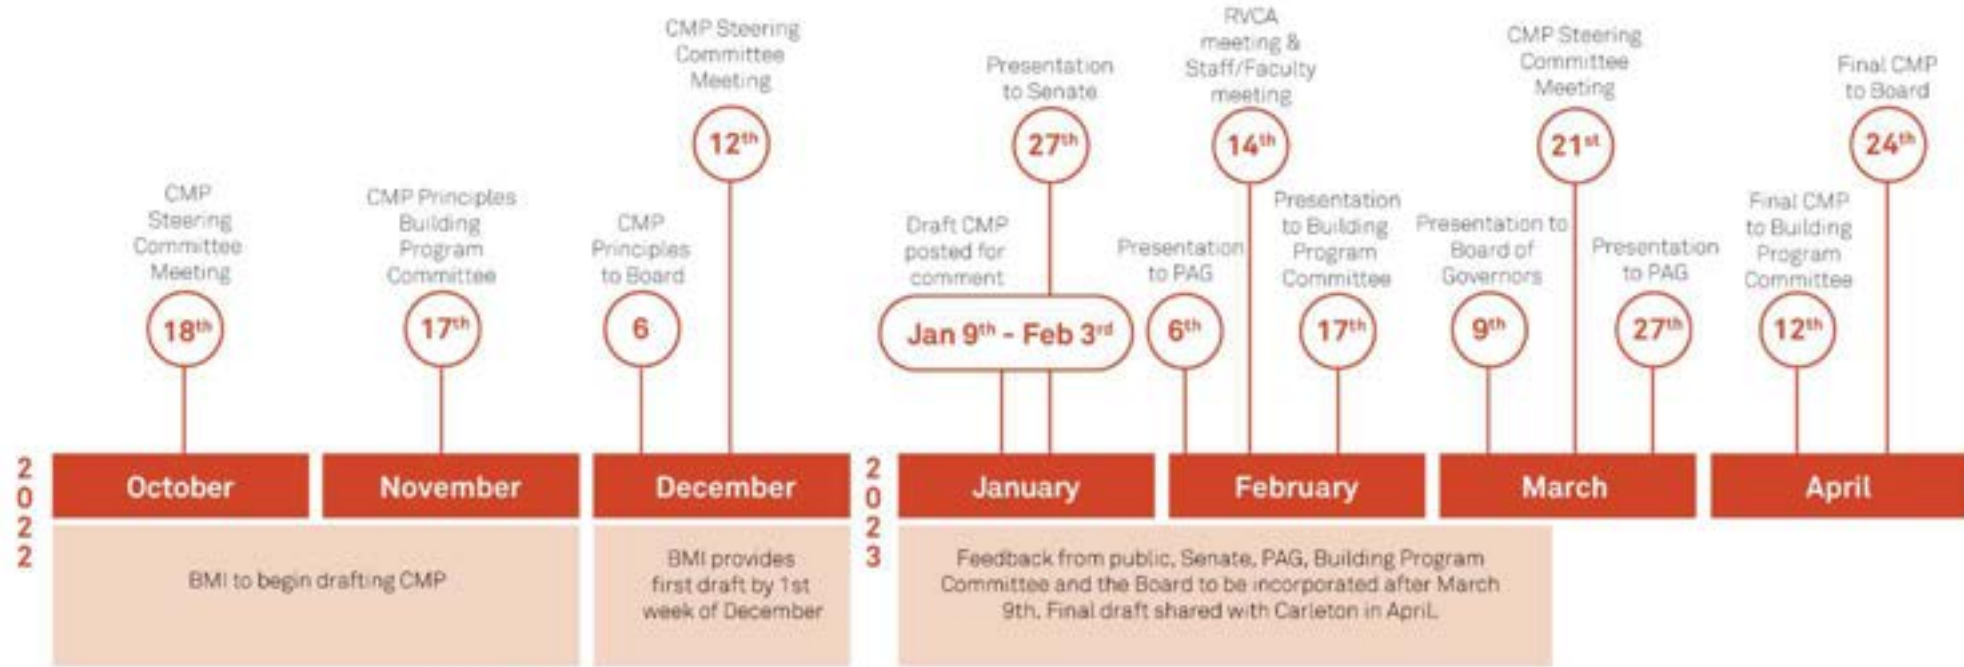 CMP
Steering
Committee
Meeting
18th
CMP Principles
Building
Program
Committee
17th
CMP
Principles
to Board
6
CMP Steering
Committee
Meeting
12th
Draft CMP
posted for
comment
Jan 9th - Feb 3rd
Presentation
to Senate
27th
Presentation
to PAG
6th
RVCA
meeting &
Staff/Faculty
meeting
14th
Presentation
to Building
Program
Committee
17th
Presentation to
Board of
Governors
9th
CMP Steering
Committee
Meeting
21st
Presentation
to PAG
27th
Final CMP
to Building
Program
Committee
12th
Final CMP
to Board
24th
2022
October
November
December
2023
January
February
March
April
BMI to begin drafting CMP
BMI provides
first draft by 1st
week of December
Feedback from public, Senate, PAG, Building Program
Committee and the Board to be incorporated after March
9th. Final draft shared with Carleton in April.